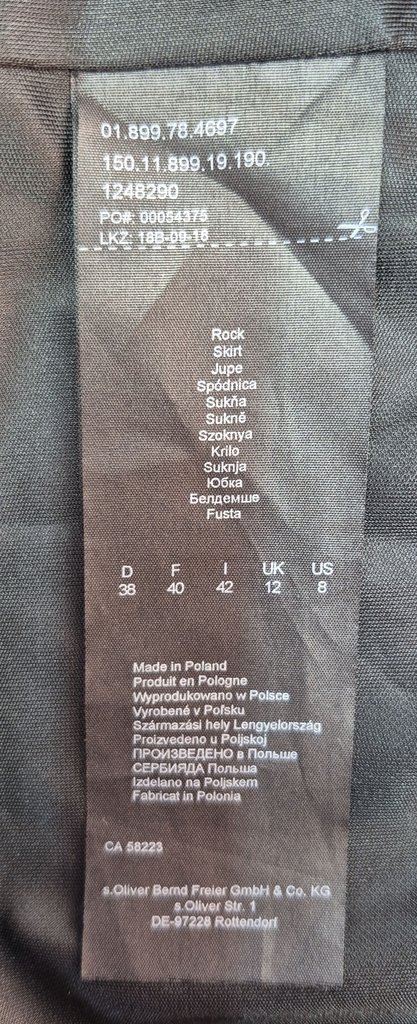 01.899.78.4697
150.11.899.19.190.
1248290
PO#: 00054375
LKZ: 18B-09-16
Rock
Skirt
Jupe
Spódnica
Sukňa
Sukně
Szoknya
Krilo
Suknja
Юбка
Белдемше
Fusta
D F I UK US
38 40 42 12 8
Made in Poland
Produit en Pologne
Wyprodukowano w Polsce
Vyrobené v Poľsku
Származási hely Lengyelország
Proizvedeno u Poljskoj
ПРОИЗВЕДЕНО в Польше
СЕРБИЯДА Польша
Izdelano na Poljskem
Fabricat in Polonia
CA 58223
s.Oliver Bernd Freier GmbH & Co. KG
s.Oliver Str. 1
DE-97228 Rottendorf